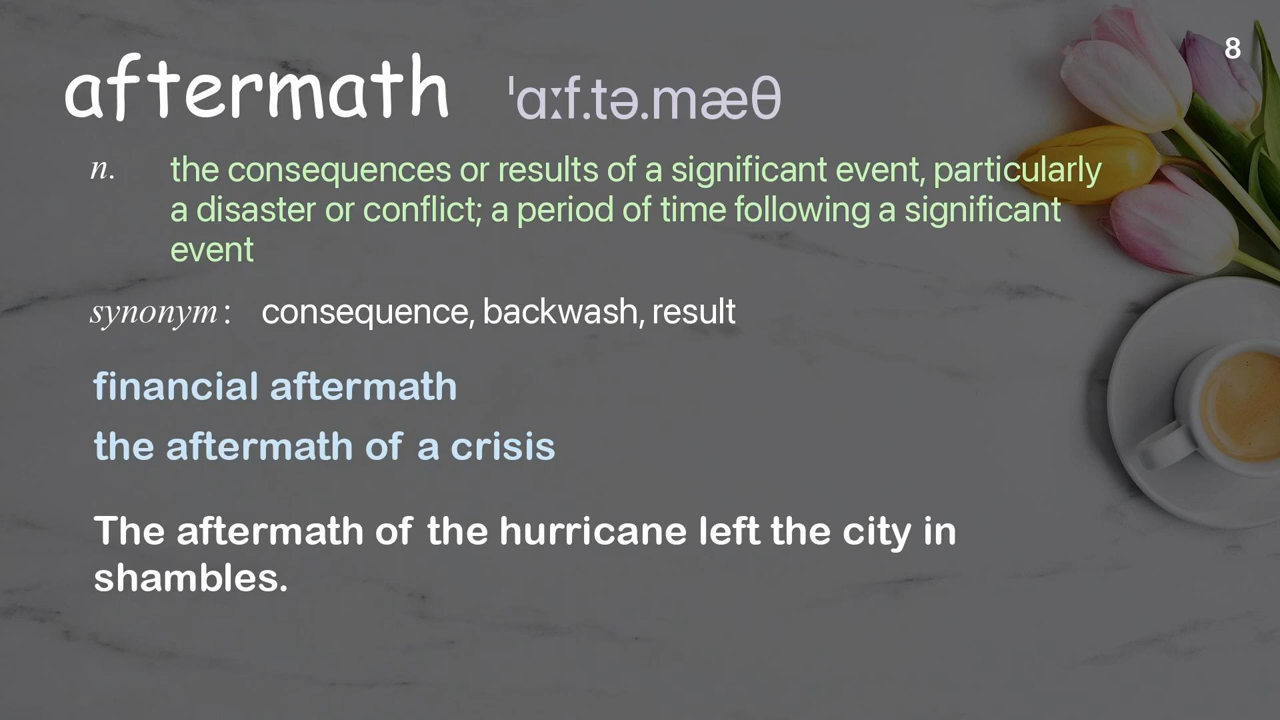 8
aftermath ˈɑːf.tə.mæθ
n. the consequences or results of a significant event, particularly
a disaster or conflict; a period of time following a significant
event
synonym: consequence, backwash, result
financial aftermath
the aftermath of a crisis
The aftermath of the hurricane left the city in
shambles.